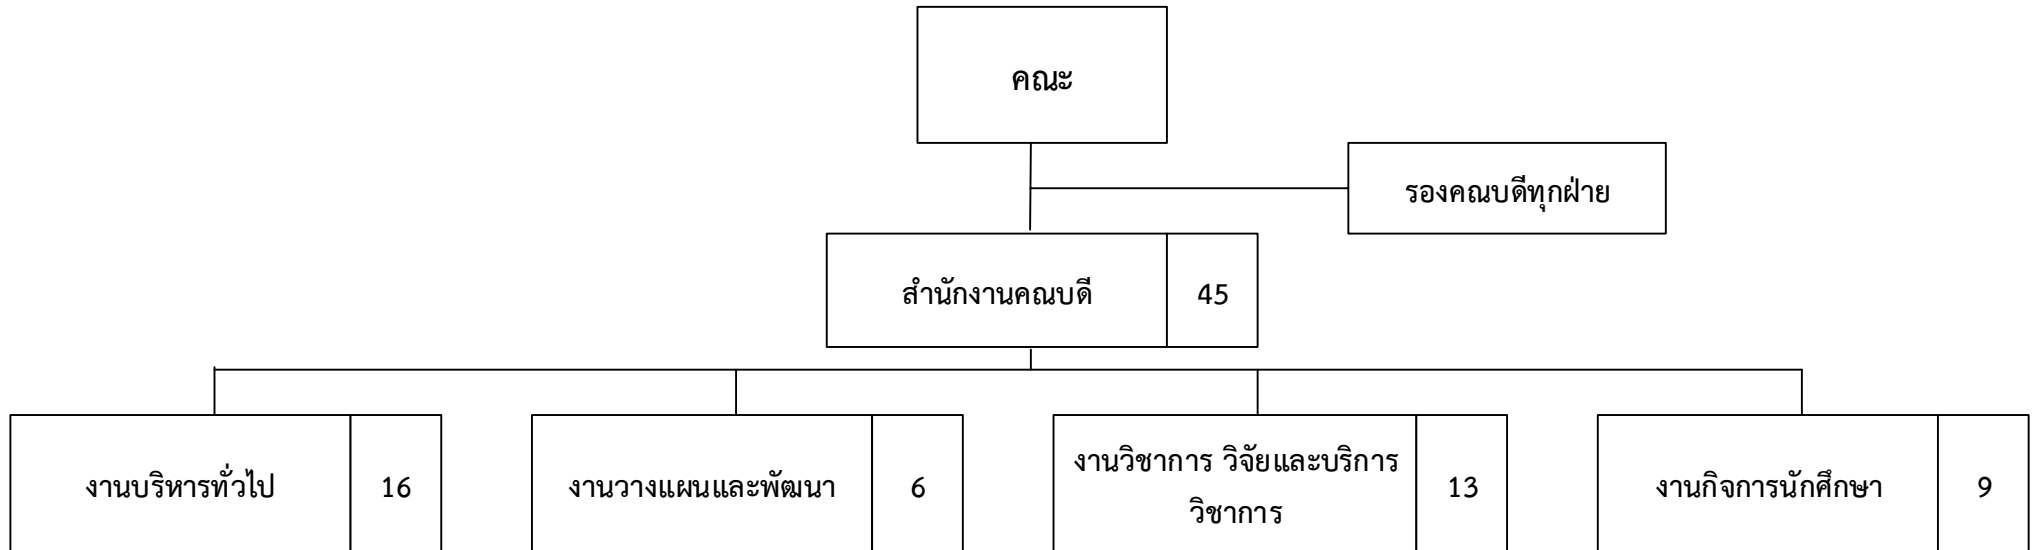 คณะ
รองคณบดีทุกฝ่าย
สำนักงานคณบดี 45
งานบริหารทั่วไป 16
งานวางแผนและพัฒนา 6
งานวิชาการ วิจัยและบริการ
วิชาการ 13
งานกิจการนักศึกษา 9